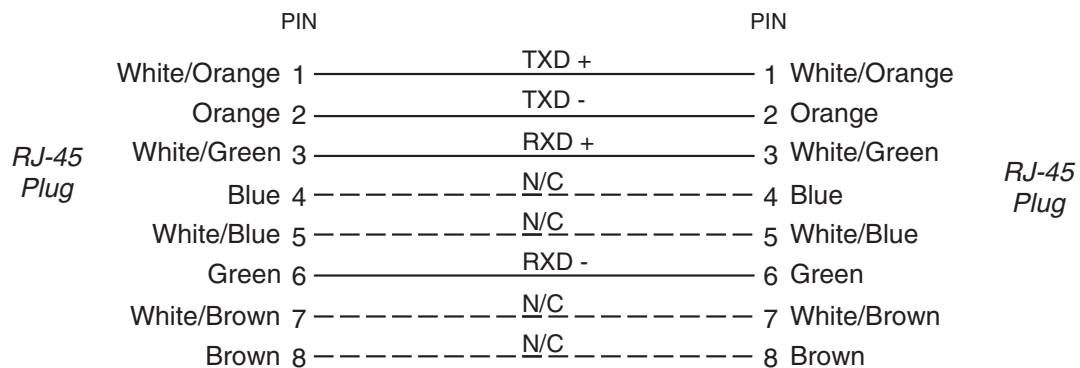 PIN PIN
White/Orange 1 TXD + 1 White/Orange
Orange 2 TXD - 2 Orange
White/Green 3 RXD + 3 White/Green
RJ-45 Plug
Blue 4 N/C 4 Blue
RJ-45 Plug
White/Blue 5 N/C 5 White/Blue
Green 6 RXD - 6 Green
White/Brown 7 N/C 7 White/Brown
Brown 8 N/C 8 Brown